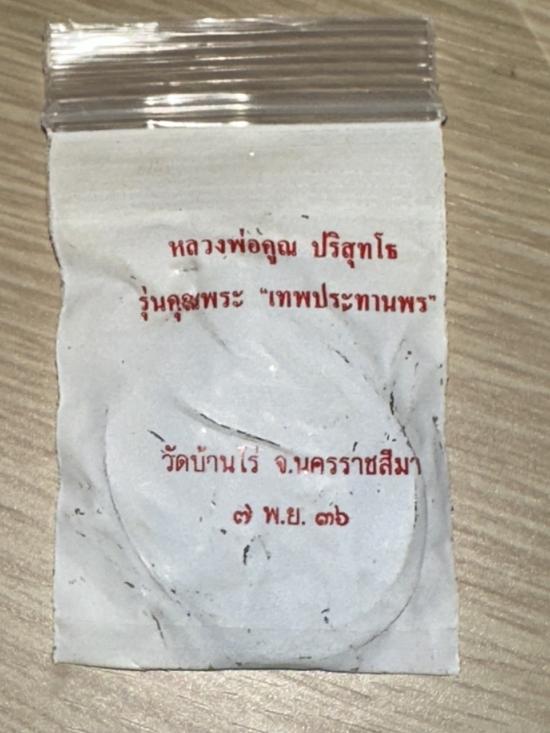 หลวงพ่อคูณ ปริสุทโธ
รุ่นคุณพระ "เทพประทานพร"
วัดบ้านไร่ จ.นครราชสีมา
๗ พ.ย. ๓๖